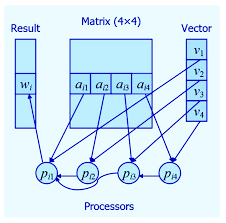 Result Matrix (4×4) Vector
v1
v2
wi ai1 ai2 ai3 ai4
v3
v4
pi1 pi2 pi3 pi4
Processors